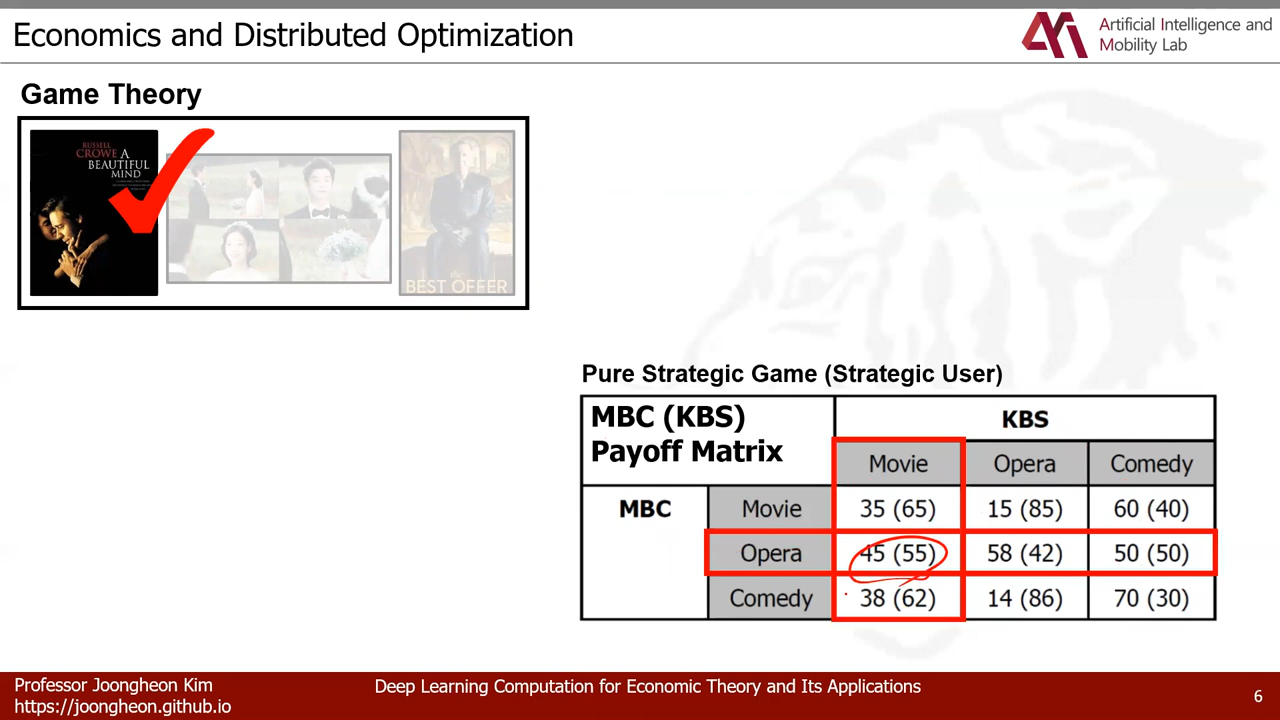 Economics and Distributed Optimization
Artificial Intelligence and
Mobility Lab
Game Theory
RUSSELL
CROWE A
BEAUTIFUL
MIND
BEST OFFER
Pure Strategic Game (Strategic User)
MBC (KBS)
Payoff Matrix
KBS
Movie Opera Comedy
MBC Movie 35 (65) 15 (85) 60 (40)
Opera 45 (55) 58 (42) 50 (50)
Comedy 38 (62) 14 (86) 70 (30)
Professor Joongheon Kim
https://joongheon.github.io
Deep Learning Computation for Economic Theory and Its Applications
6